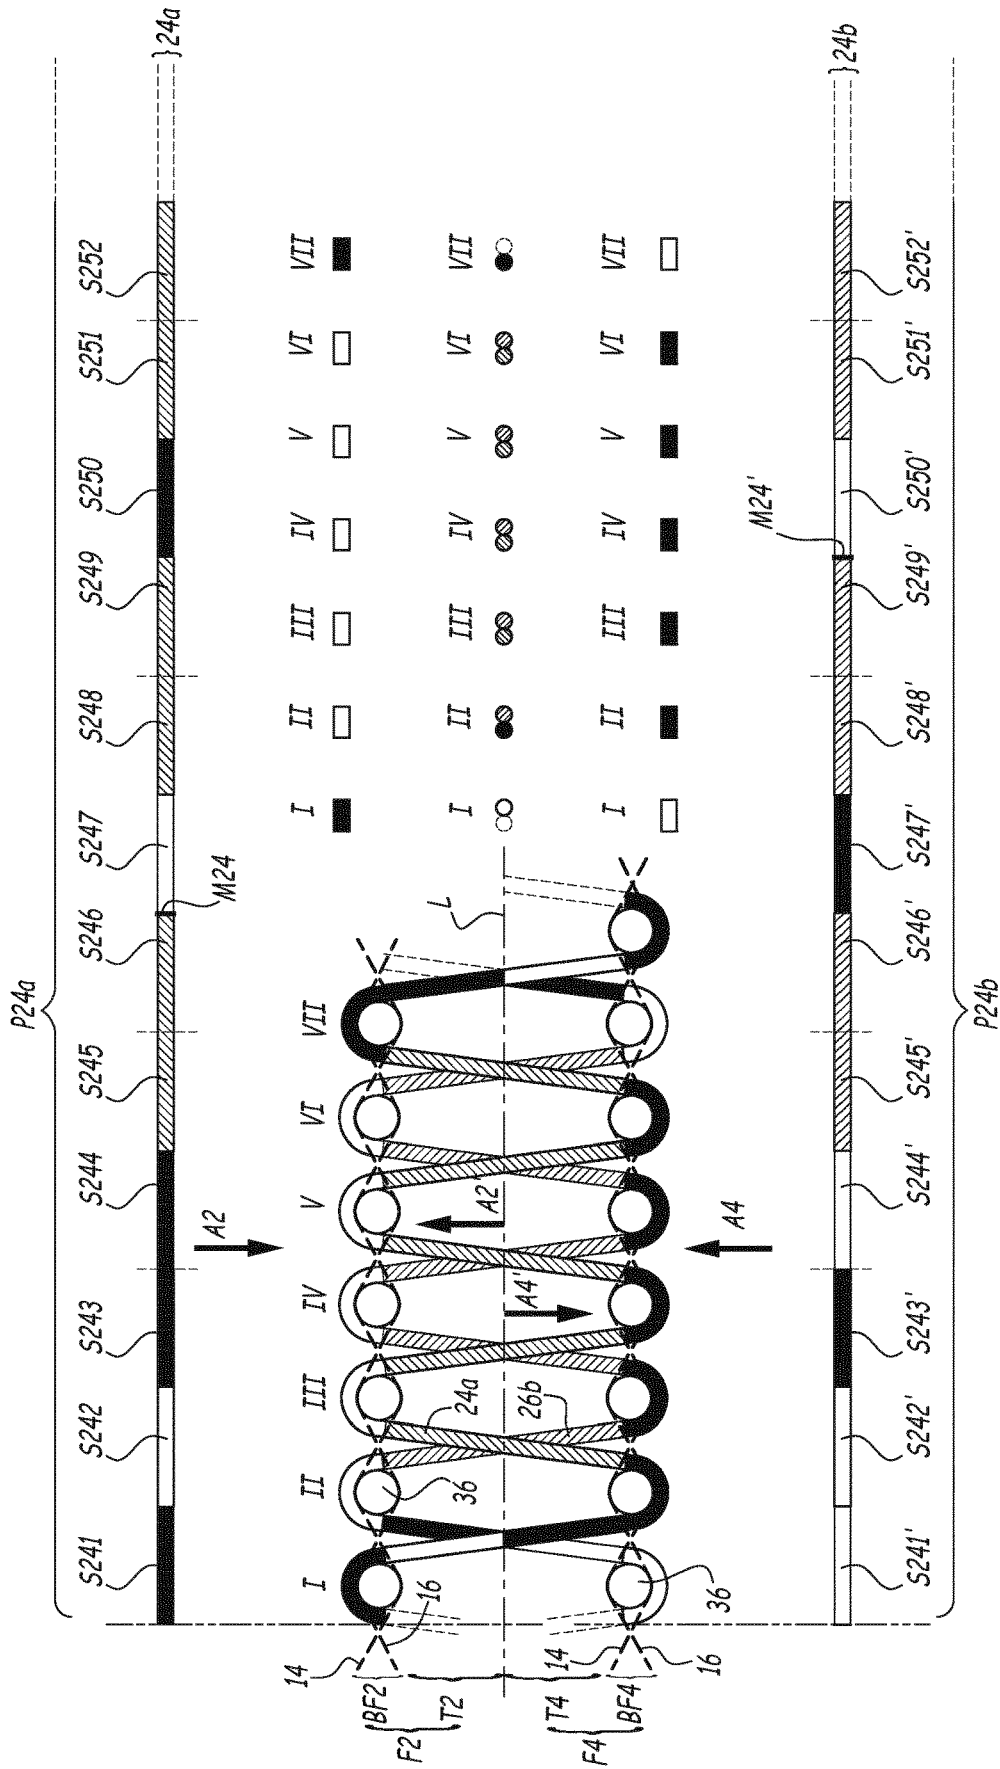 P24a
S241 S242 S243 S244 S245 S246 S247 S248 S249 S250 S251 S252
}24a
M24
A2
I II III IV V VI VII
I II III IV V VI VII
14
16
BF2
F2
T2
36
24a
A2'
L
I II III IV V VI VII
A4'
26b
T4
F4
BF4
14
16
36
I II III IV V VI VII
A4
M24'
}24b
S241' S242' S243' S244' S245' S246' S247' S248' S249' S250' S251' S252'
P24b